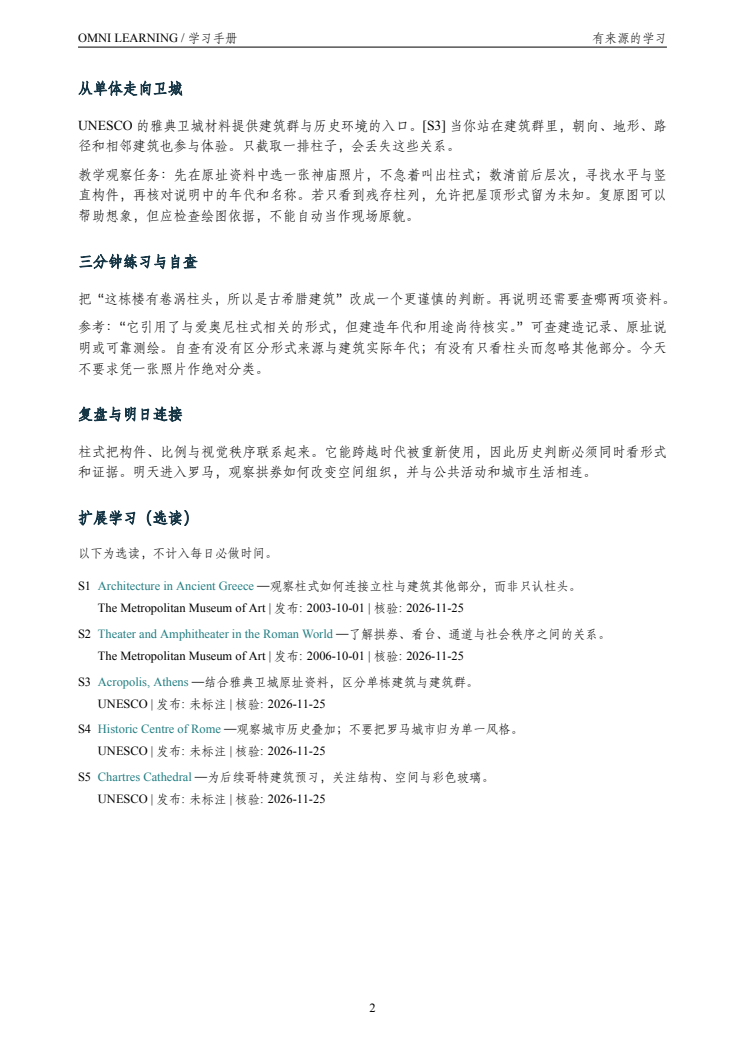 OMNI LEARNING / 学习手册
有来源的学习
从单体走向卫城
UNESCO 的雅典卫城材料提供建筑群与历史环境的入口。[S3] 当你站在建筑群里，朝向、地形、路
径和相邻建筑也参与体验。只截取一排柱子，会丢失这些关系。
教学观察任务：先在原址资料中选一张神庙照片，不急着叫出柱式；数清前后层次，寻找水平与竖
直构件，再核对说明中的年代和名称。若只看到残存柱列，允许把屋顶形式留为未知。复原图可以
帮助想象，但应检查绘图依据，不能自动当作现场原貌。
三分钟练习与自查
把“这栋楼有卷涡柱头，所以是古希腊建筑”改成一个更谨慎的判断。再说明还需要查哪两项资料。
参考：“它引用了与爱奥尼柱式相关的形式，但建造年代和用途尚待核实。”可查建造记录、原址说
明或可靠测绘。自查有没有区分形式来源与建筑实际年代；有没有只看柱头而忽略其他部分。今天
不要求凭一张照片作绝对分类。
复盘与明日连接
柱式把构件、比例与视觉秩序联系起来。它能跨越时代被重新使用，因此历史判断必须同时看形式
和证据。明天进入罗马，观察拱券如何改变空间组织，并与公共活动和城市生活相连。
扩展学习（选读）
以下为选读，不计入每日必做时间。
S1 Architecture in Ancient Greece —观察柱式如何连接立柱与建筑其他部分，而非只认柱头。
The Metropolitan Museum of Art | 发布: 2003-10-01 | 核验: 2026-11-25
S2 Theater and Amphitheater in the Roman World —了解拱券、看台、通道与社会秩序之间的关系。
The Metropolitan Museum of Art | 发布: 2006-10-01 | 核验: 2026-11-25
S3 Acropolis, Athens —结合雅典卫城原址资料，区分单栋建筑与建筑群。
UNESCO | 发布: 未标注 | 核验: 2026-11-25
S4 Historic Centre of Rome —观察城市历史叠加；不要把罗马城市归为单一风格。
UNESCO | 发布: 未标注 | 核验: 2026-11-25
S5 Chartres Cathedral —为后续哥特建筑预习，关注结构、空间与彩色玻璃。
UNESCO | 发布: 未标注 | 核验: 2026-11-25
2